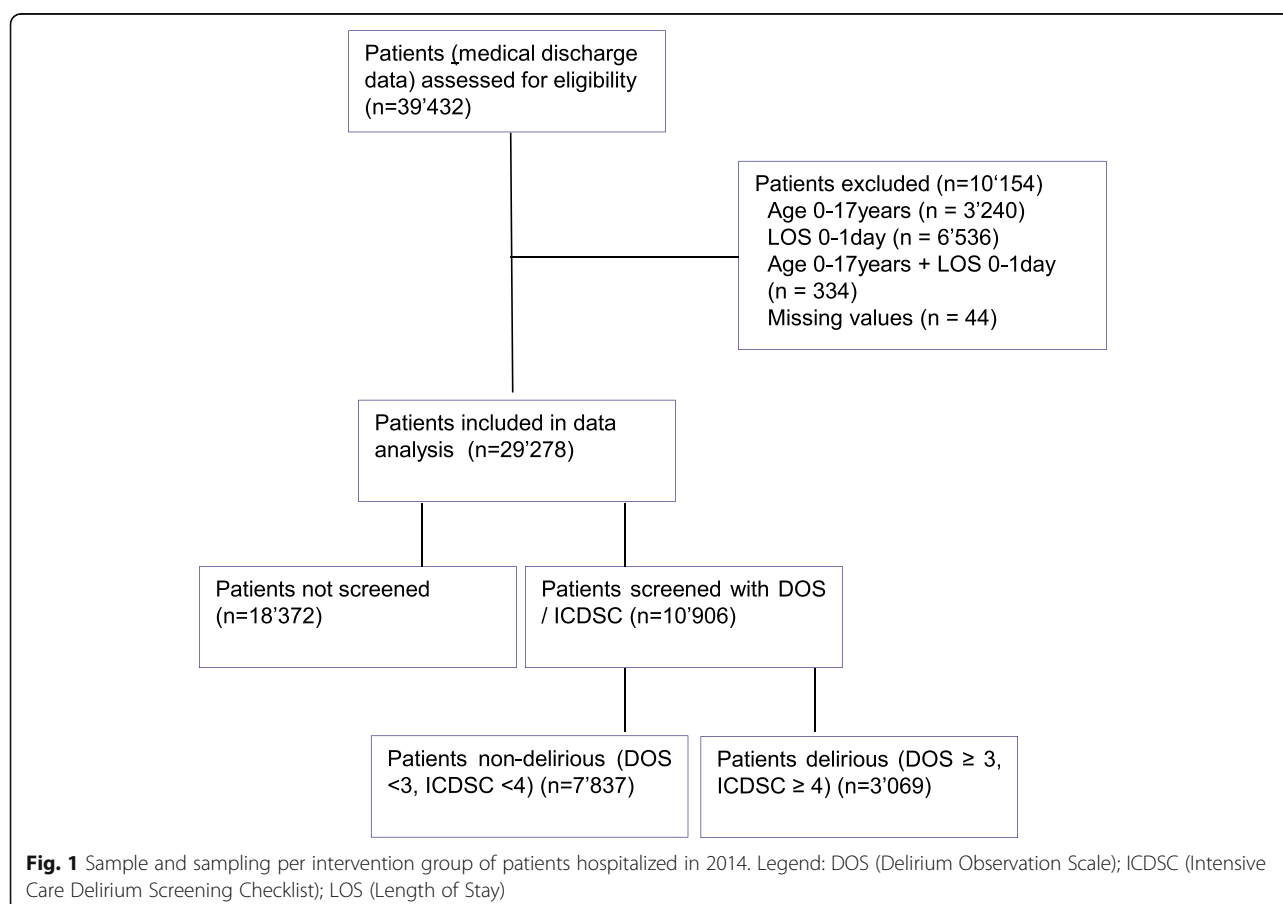 Patients (medical discharge
data) assessed for eligibility
(n=39'432)
Patients excluded (n=10‘154)
Age 0-17years (n = 3’240)
LOS 0-1day (n = 6’536)
Age 0-17years + LOS 0-1day
(n = 334)
Missing values (n = 44)
Patients included in data
analysis (n=29’278)
Patients not screened
(n=18’372)
Patients screened with DOS
/ ICDSC (n=10’906)
Patients non-delirious (DOS
<3, ICDSC <4) (n=7’837)
Patients delirious (DOS ≥ 3,
ICDSC ≥ 4) (n=3’069)
Fig. 1 Sample and sampling per intervention group of patients hospitalized in 2014. Legend: DOS (Delirium Observation Scale); ICDSC (Intensive
Care Delirium Screening Checklist); LOS (Length of Stay)